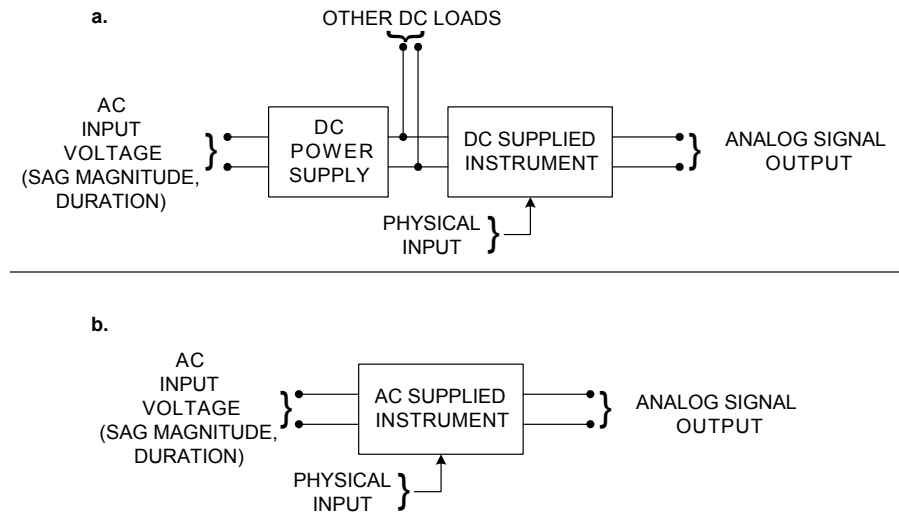 a.
OTHER DC LOADS
AC
INPUT
VOLTAGE
(SAG MAGNITUDE,
DURATION)
DC
POWER
SUPPLY
DC SUPPLIED
INSTRUMENT
ANALOG SIGNAL
OUTPUT
PHYSICAL
INPUT
b.
AC
INPUT
VOLTAGE
(SAG MAGNITUDE,
DURATION)
AC SUPPLIED
INSTRUMENT
ANALOG SIGNAL
OUTPUT
PHYSICAL
INPUT